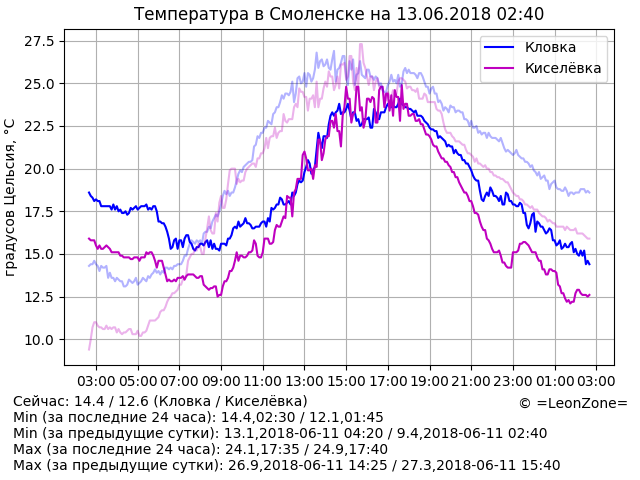 Температура в Смоленске на 13.06.2018 02:40
27.5
25.0
22.5
20.0
17.5
15.0
12.5
10.0
градусов Цельсия, °C
Кловка
Киселёвка
03:00 05:00 07:00 09:00 11:00 13:00 15:00 17:00 19:00 21:00 23:00 01:00 03:00
Сейчас: 14.4 / 12.6 (Кловка / Киселёвка)
© =LeonZone=
Min (за последние 24 часа): 14.4,02:30 / 12.1,01:45
Min (за предыдущие сутки): 13.1,2018-06-11 04:20 / 9.4,2018-06-11 02:40
Max (за последние 24 часа): 24.1,17:35 / 24.9,17:40
Max (за предыдущие сутки): 26.9,2018-06-11 14:25 / 27.3,2018-06-11 15:40